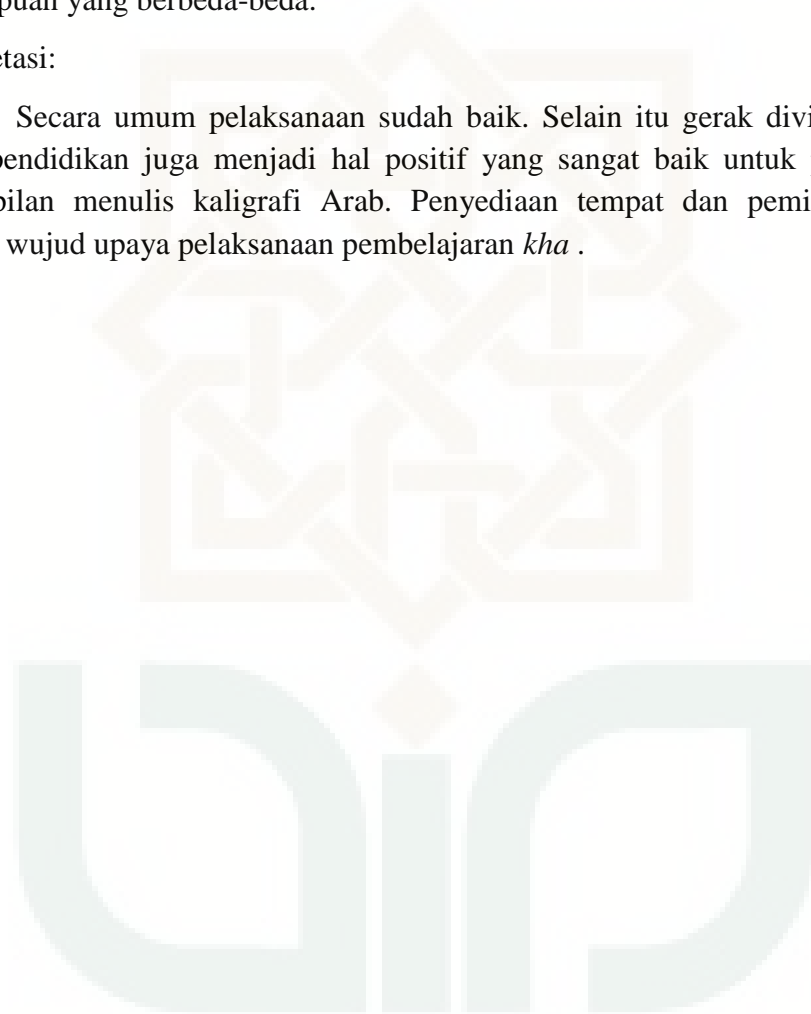 puan yang berbeda-beda.
etasi:
Secara umum pelaksanaan sudah baik. Selain itu gerak divi
pendidikan juga menjadi hal positif yang sangat baik untuk
bilan menulis kaligrafi Arab. Penyediaan tempat dan pemi
wujud upaya pelaksanaan pembelajaran kha .